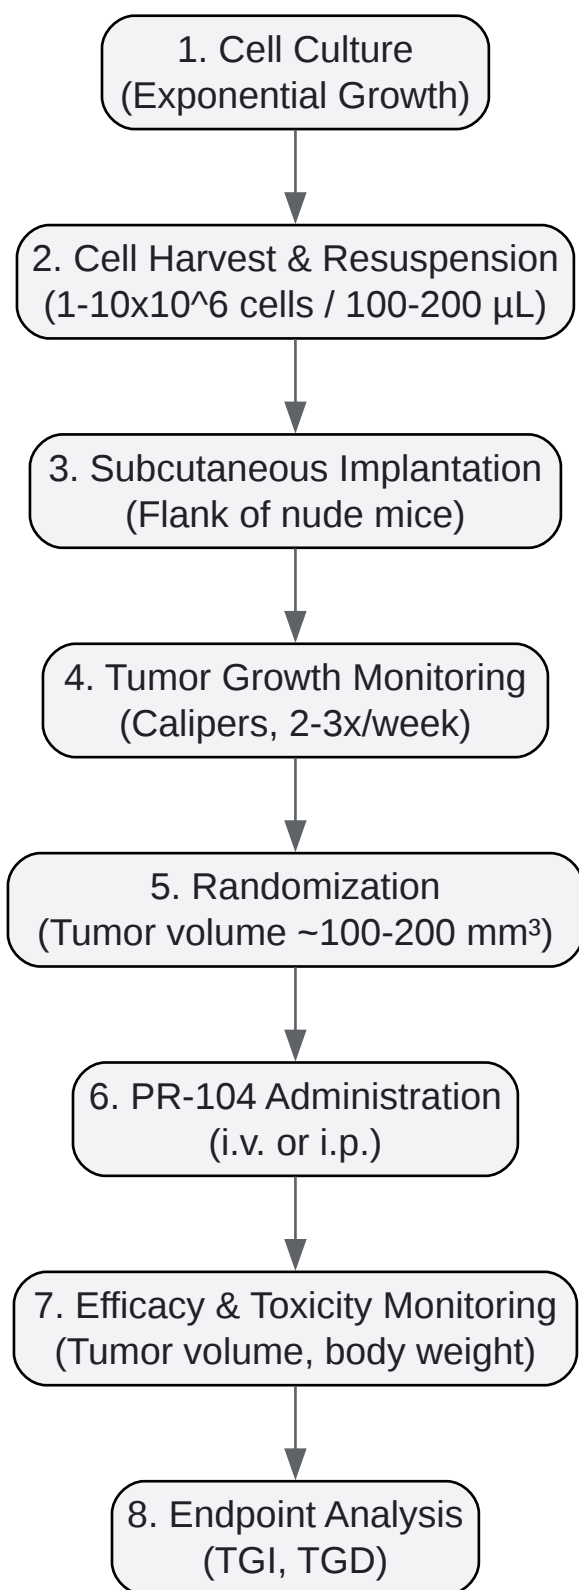 1. Cell Culture
(Exponential Growth)
2. Cell Harvest & Resuspension
(1-10x10^6 cells / 100-200 µL)
3. Subcutaneous Implantation
(Flank of nude mice)
4. Tumor Growth Monitoring
(Calipers, 2-3x/week)
5. Randomization
(Tumor volume ~100-200 mm³)
6. PR-104 Administration
(i.v. or i.p.)
7. Efficacy & Toxicity Monitoring
(Tumor volume, body weight)
8. Endpoint Analysis
(TGI, TGD)